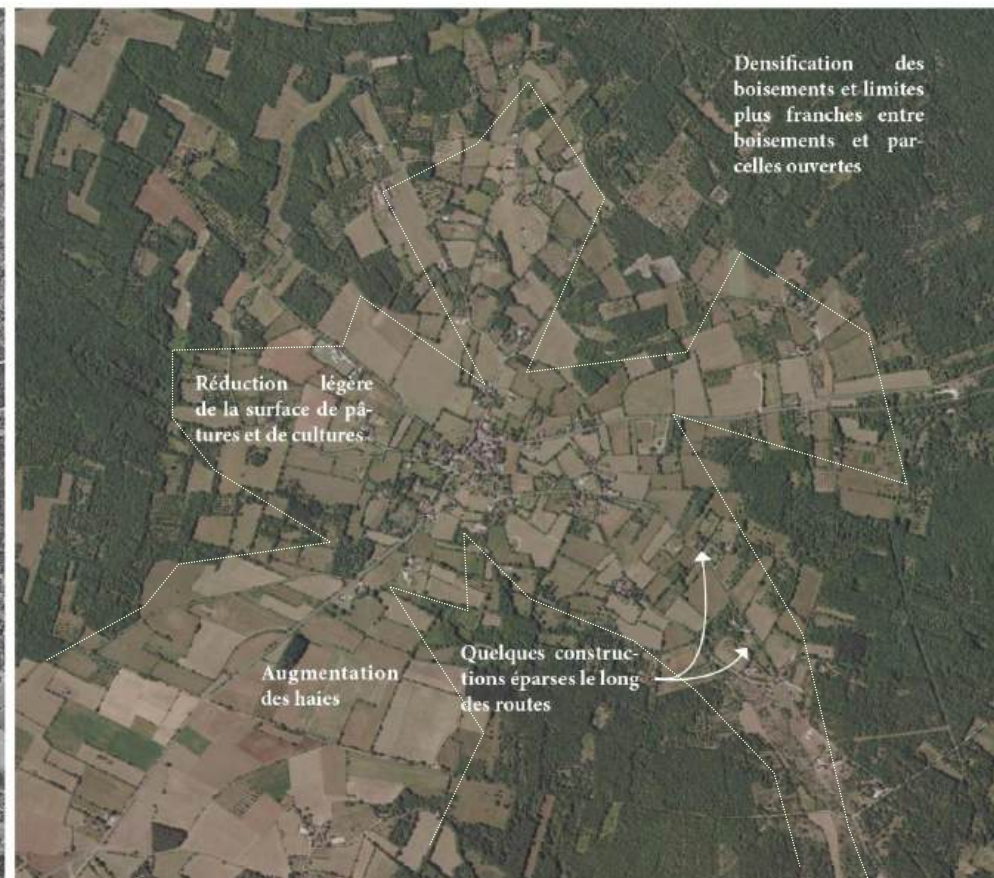 Densification des
boisements et limites
plus franches entre
boisements et par-
celles ouvertes
Réduction légère
de la surface de pâ-
tures et de cultures
Augmentation
des haies
Quelques construc-
tions éparses le long
des routes